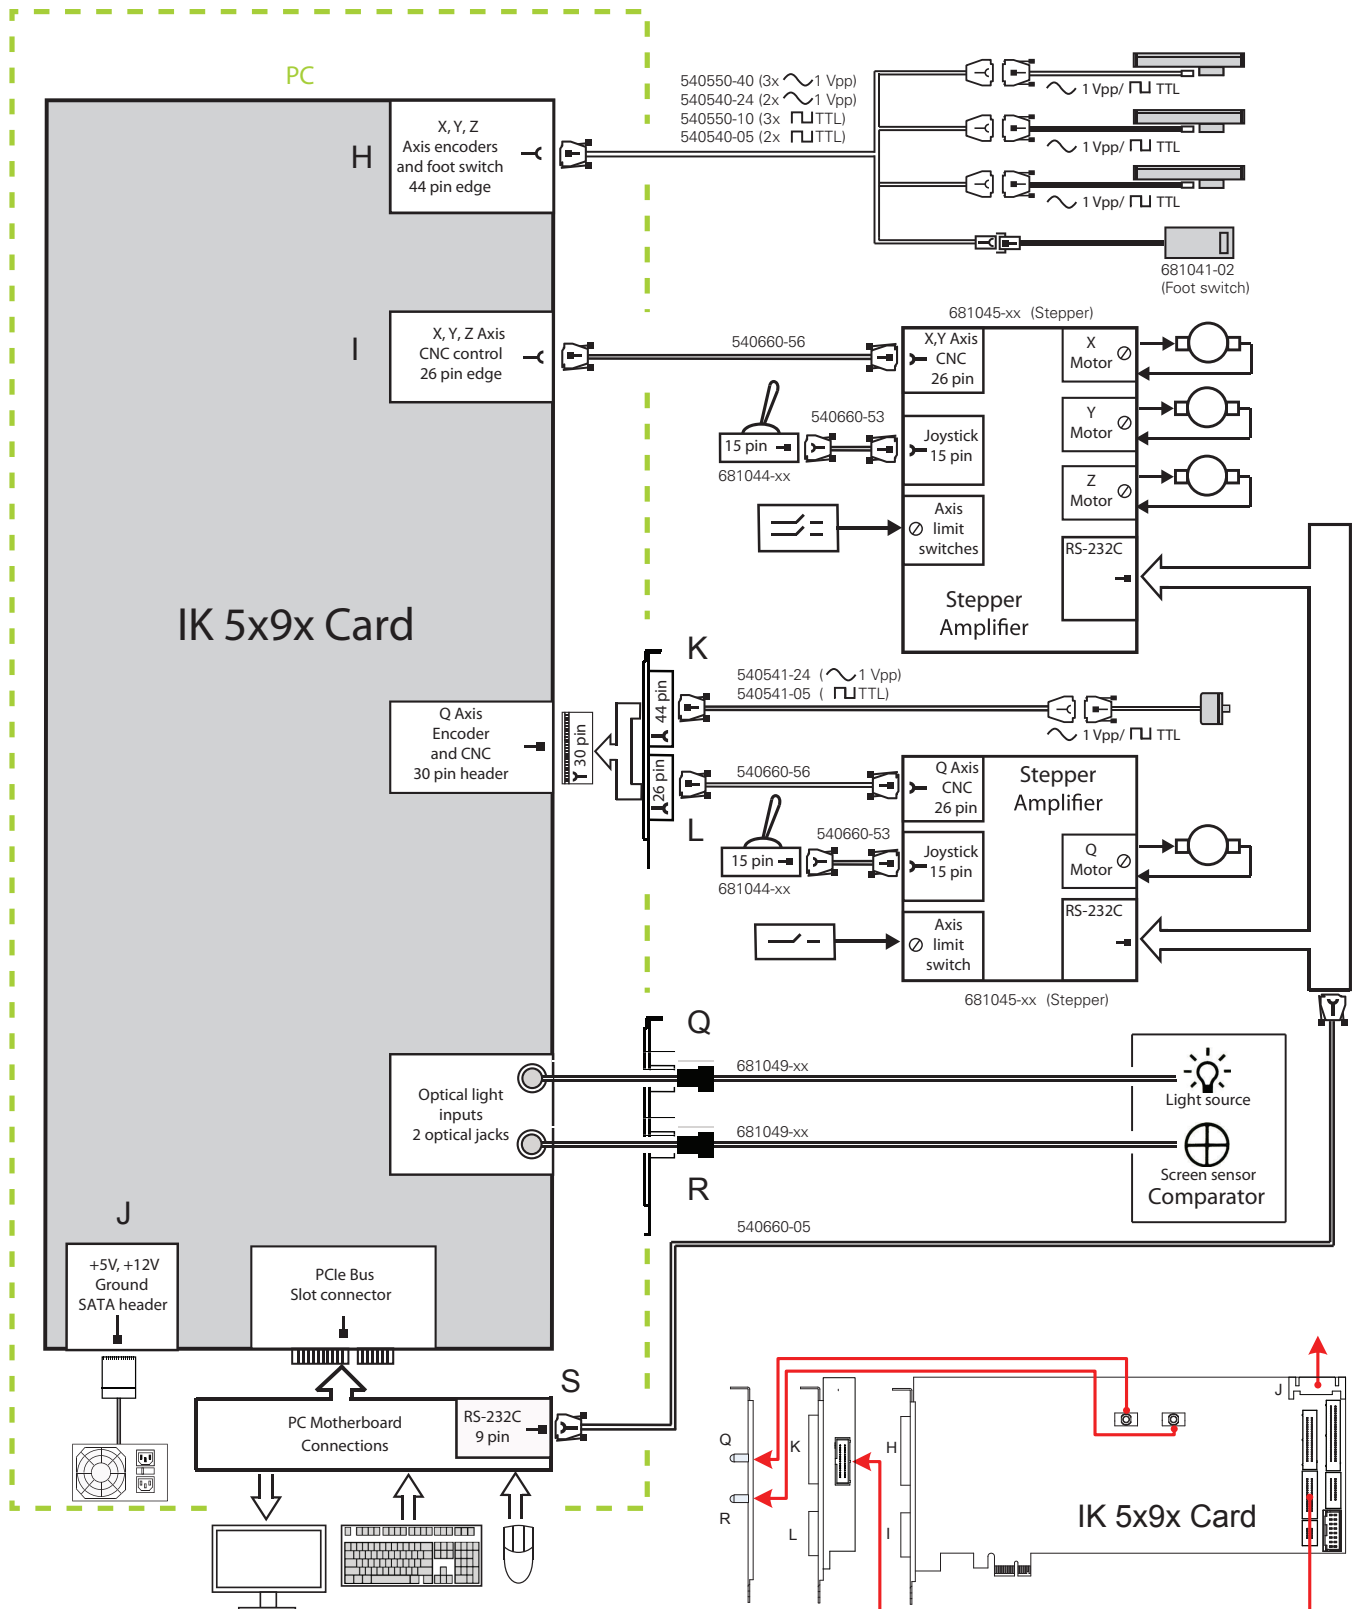 PC
X, Y, Z
Axis encoders
and foot switch
44 pin edge
H
540550-40 (3x 1 Vpp)
540540-24 (2x 1 Vpp)
540550-10 (3x TTL)
540540-05 (2x TTL)
1 Vpp/ TTL
1 Vpp/ TTL
1 Vpp/ TTL
681041-02
(Foot switch)
X, Y, Z Axis
CNC control
26 pin edge
I
540660-56
681045-xx (Stepper)
X,Y Axis
CNC
26 pin
X
Motor
Y
Motor
Z
Motor
540660-53
15 pin
681044-xx
Joystick
15 pin
Axis
limit
switches
RS-232C
Stepper
Amplifier
IK 5x9x Card
K
540541-24 ( 1 Vpp)
540541-05 ( TTL)
44 pin
1 Vpp/ TTL
Q Axis
Encoder
and CNC
30 pin header
30 pin
26 pin
L
540660-56
Q Axis
CNC
26 pin
Stepper
Amplifier
540660-53
15 pin
681044-xx
Joystick
15 pin
Q
Motor
RS-232C
Axis
limit
switch
681045-xx (Stepper)
Q
681049-xx
Light source
Optical light
inputs
2 optical jacks
681049-xx
R
Screen sensor
Comparator
540660-05
J
+5V, +12V
Ground
SATA header
PCIe Bus
Slot connector
S
PC Motherboard
Connections
RS-232C
9 pin
Q
R
K
L
H
I
J
IK 5x9x Card